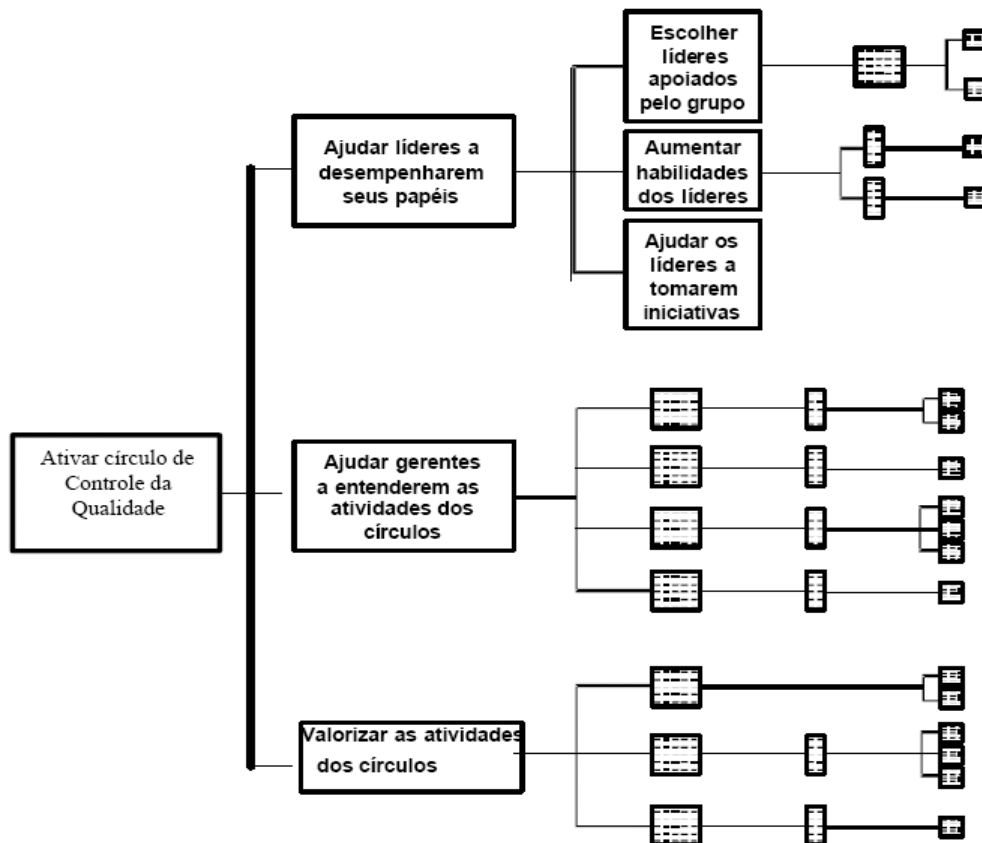 Escolher
líderes
apoiados
pelo grupo
Ajudar líderes a
desempenharem
seus papéis
Aumentar
habilidades
dos líderes
Ajudar os
líderes a
tomarem
iniciativas
Ativar círculo de
Controle da
Qualidade
Ajudar gerentes
a entenderem as
atividades dos
círculos
Valorizar as atividades
dos círculos